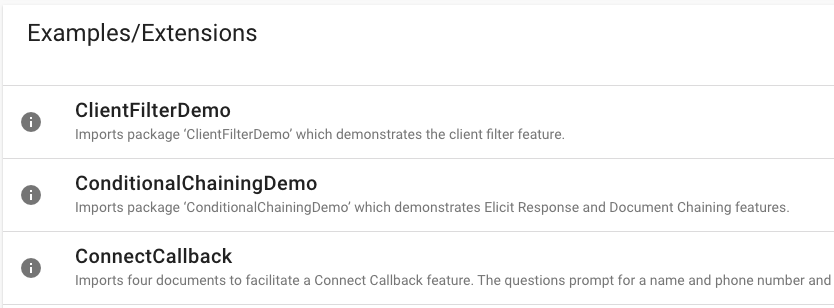 Examples/Extensions
ClientFilterDemo
Imports package ‘ClientFilterDemo’ which demonstrates the client filter feature.
ConditionalChainingDemo
Imports package ‘ConditionalChainingDemo’ which demonstrates Elicit Response and Document Chaining features.
ConnectCallback
Imports four documents to facilitate a Connect Callback feature. The questions prompt for a name and phone number and